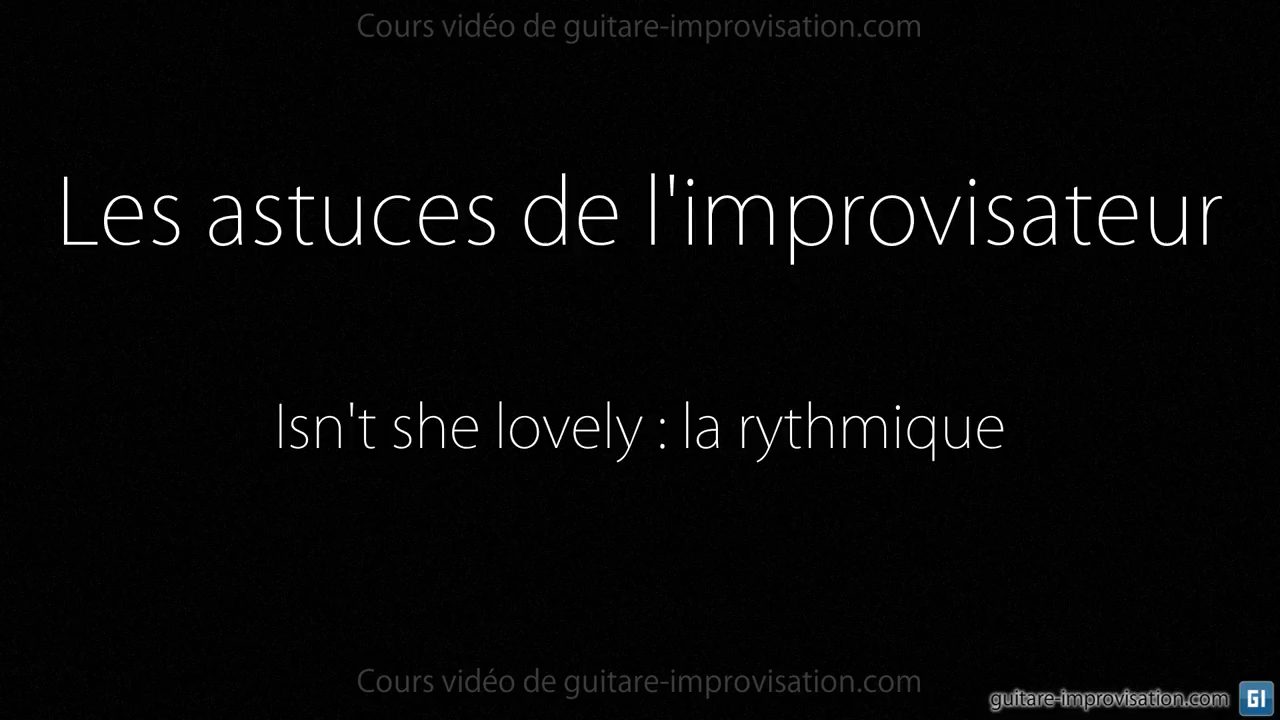 Cours vidéo de guitare-improvisation.com
Les astuces de l'improvisateur
Isn't she lovely : la rythmique
Cours vidéo de guitare-improvisation.com
guitare-improvisation.com GI